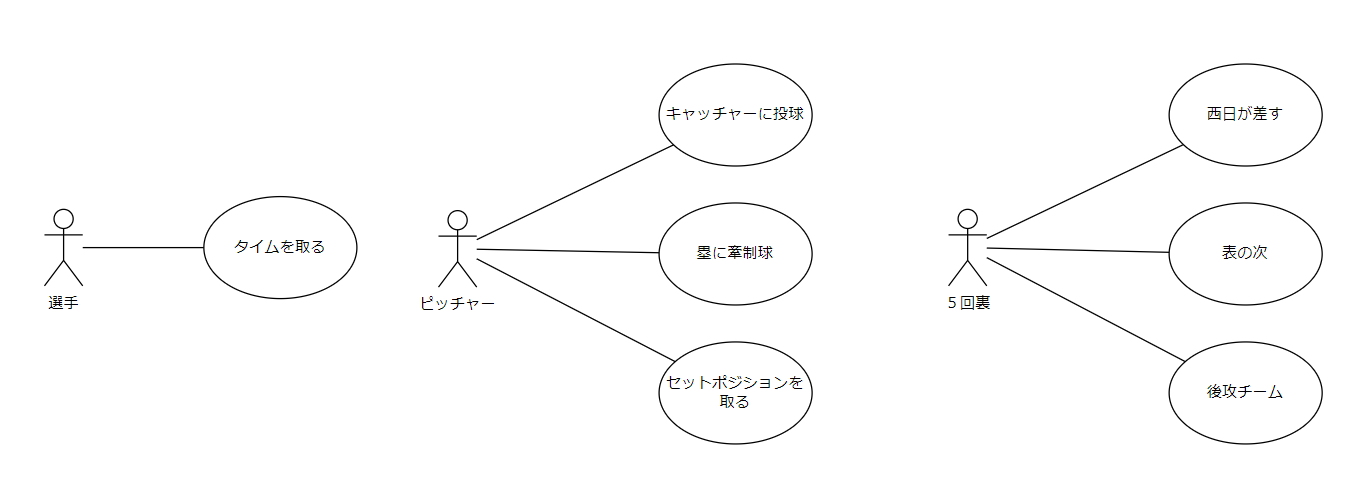 選手
タイムを取る
ピッチャー
キャッチャーに投球
塁に牽制球
セットポジションを
取る
5回裏
西日が差す
表の次
後攻チーム